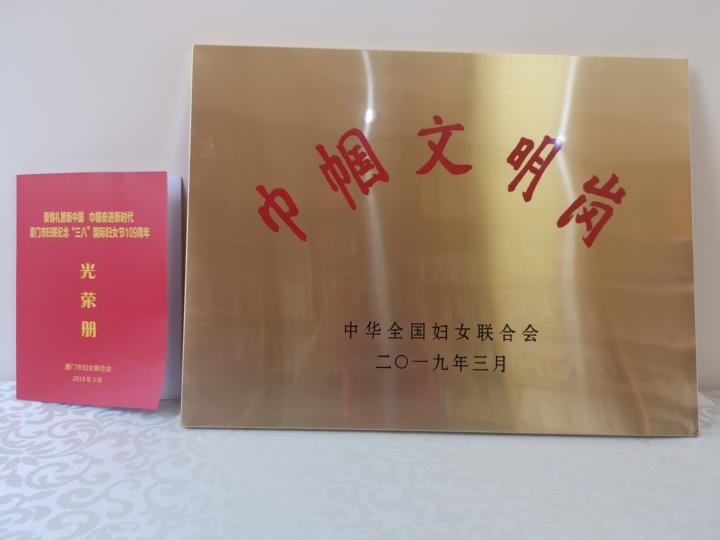 豪情礼赞新中国 巾帼奋进新时代
厦门市妇联纪念“三八”国际妇女节109周年
光
荣
册
厦门市妇女联合会
2019年3月
巾帼文明岗
中华全国妇女联合会
二〇一九年三月